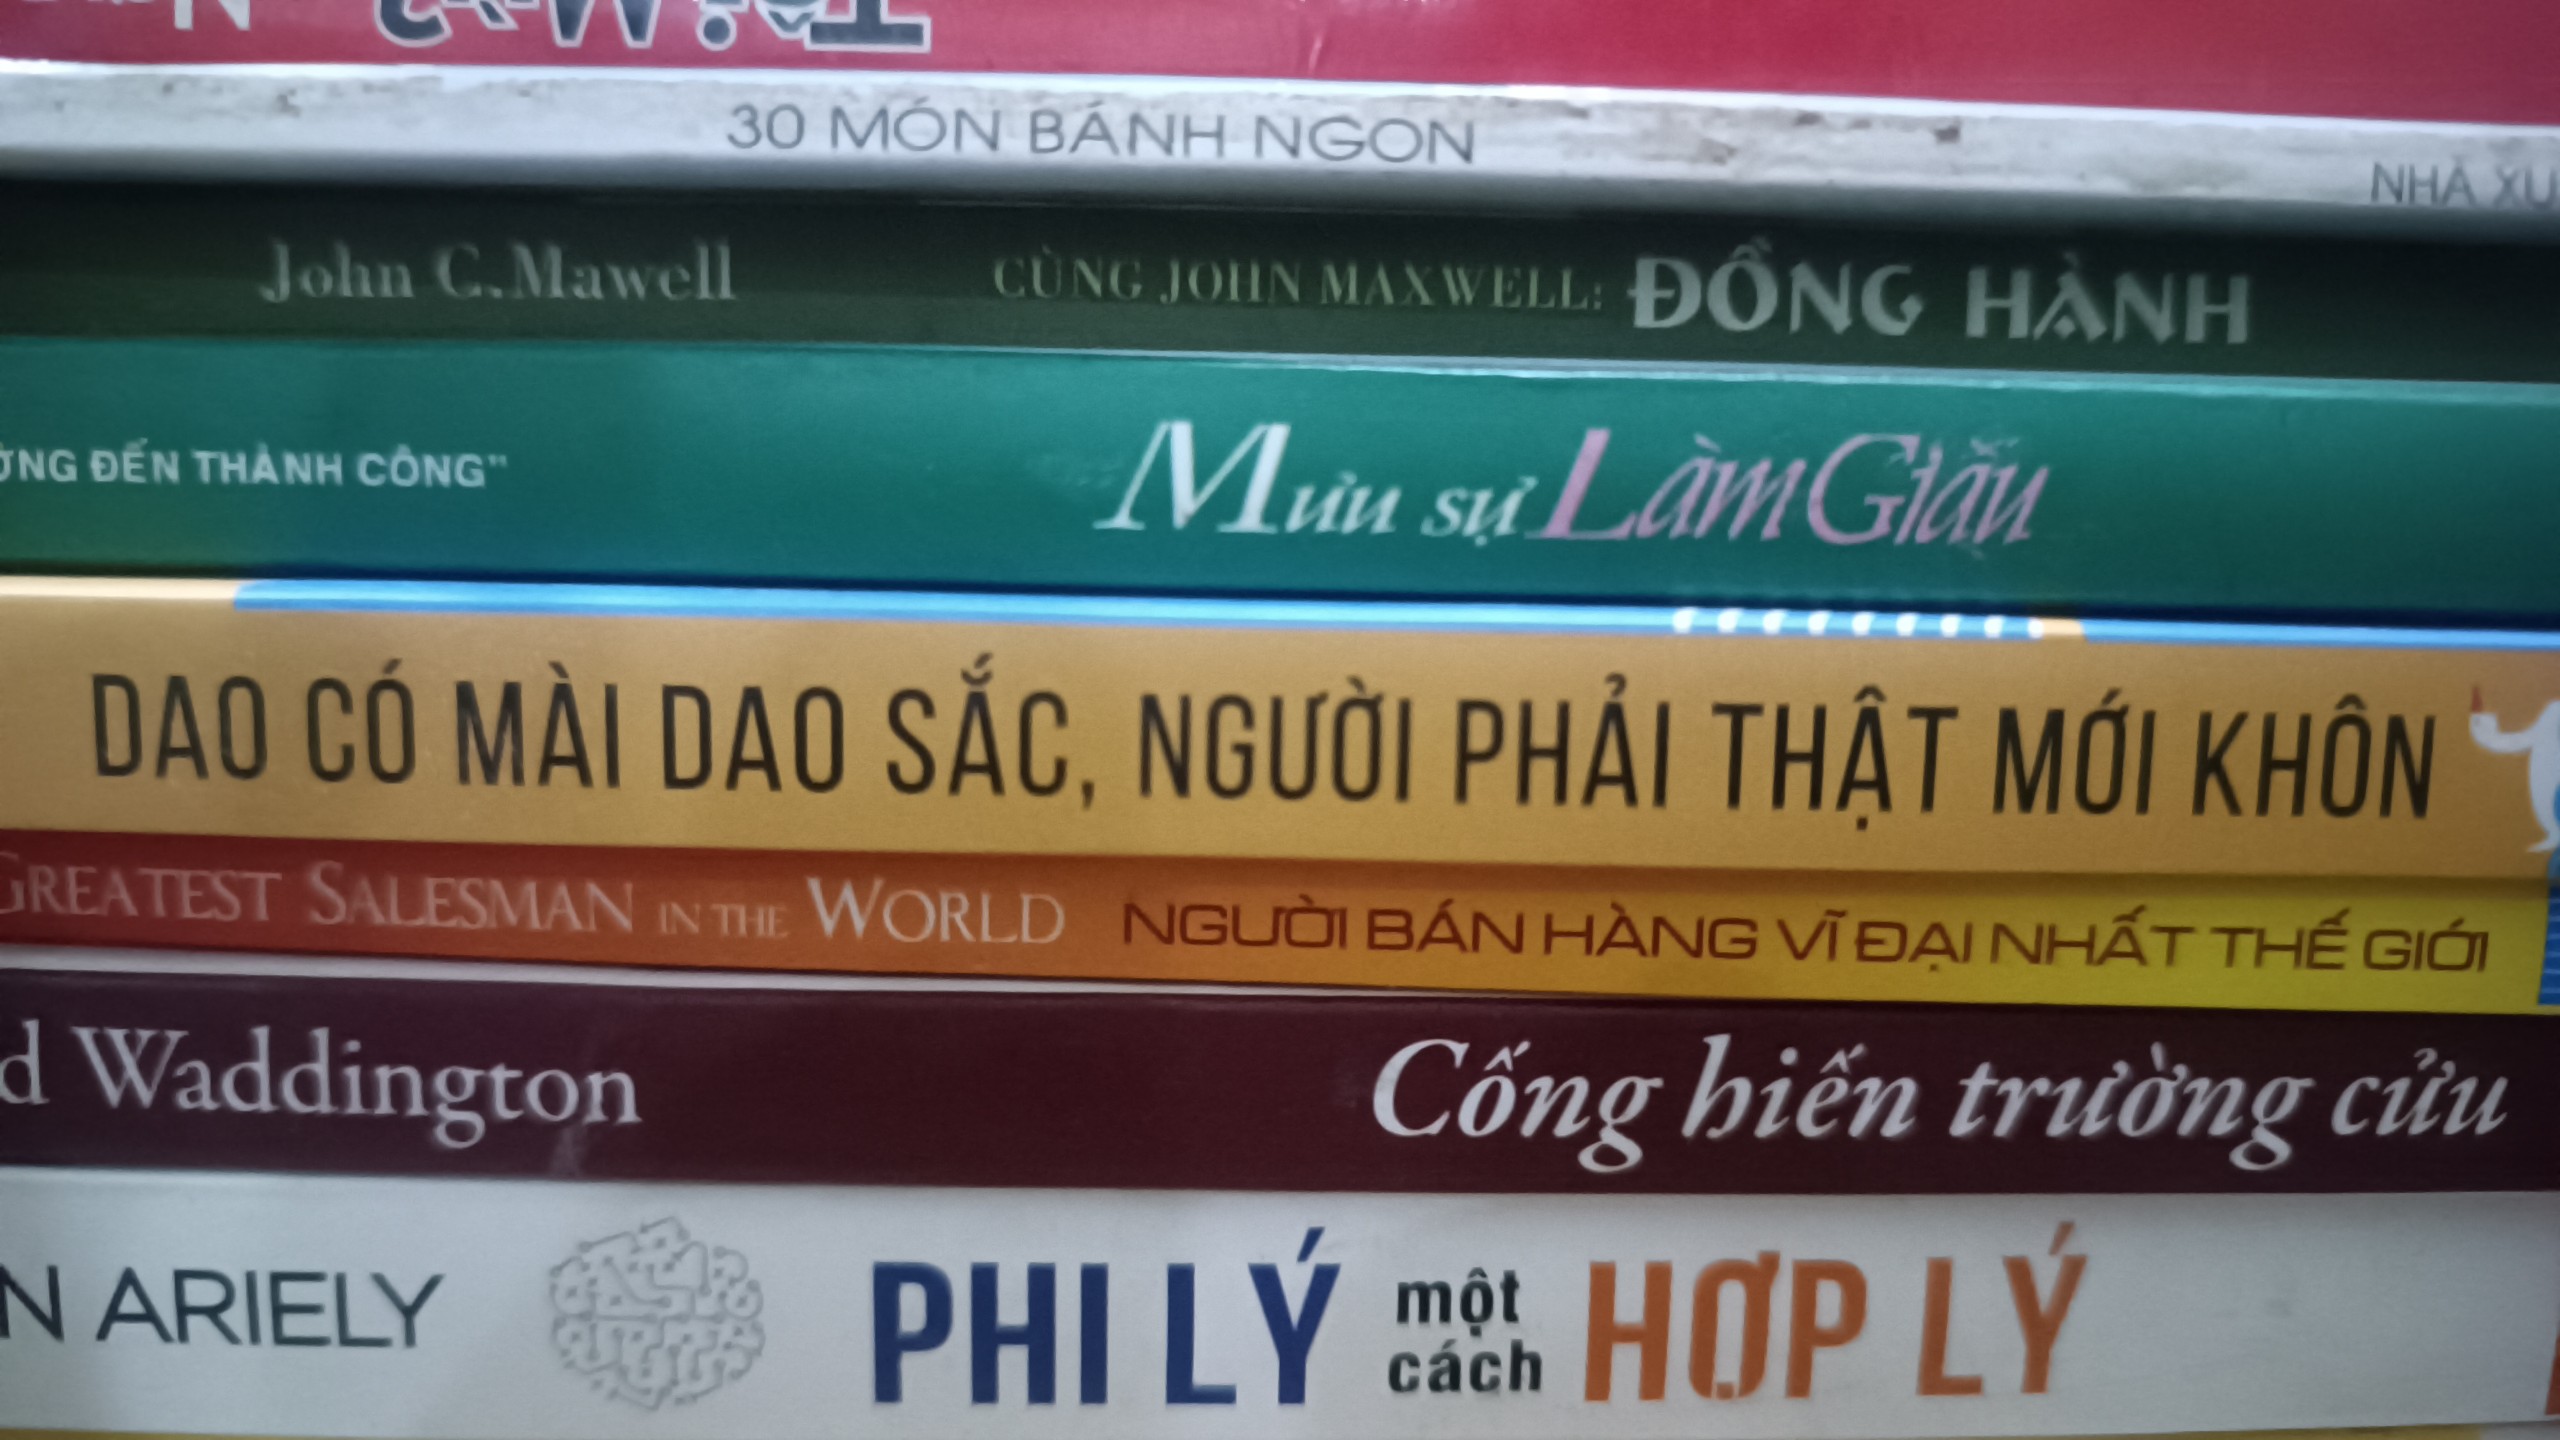 30 MÓN BÁNH NGON
NHÀ XU
John C.Mawell CÙNG JOHN MAXWELL: ĐỒNG HÀNH
ĐẾN THÀNH CÔNG" Mưu sự Làm Giàu
DAO CÓ MÀI DAO SẮC, NGƯỜI PHẢI THẬT MỚI KHÔN
GREATEST SALESMAN IN THE WORLD NGƯỜI BÁN HÀNG VĨ ĐẠI NHẤT THẾ GIỚI
d Waddington Cống hiến trường cửu
N ARIELY PHI LÝ một cách HỢP LÝ